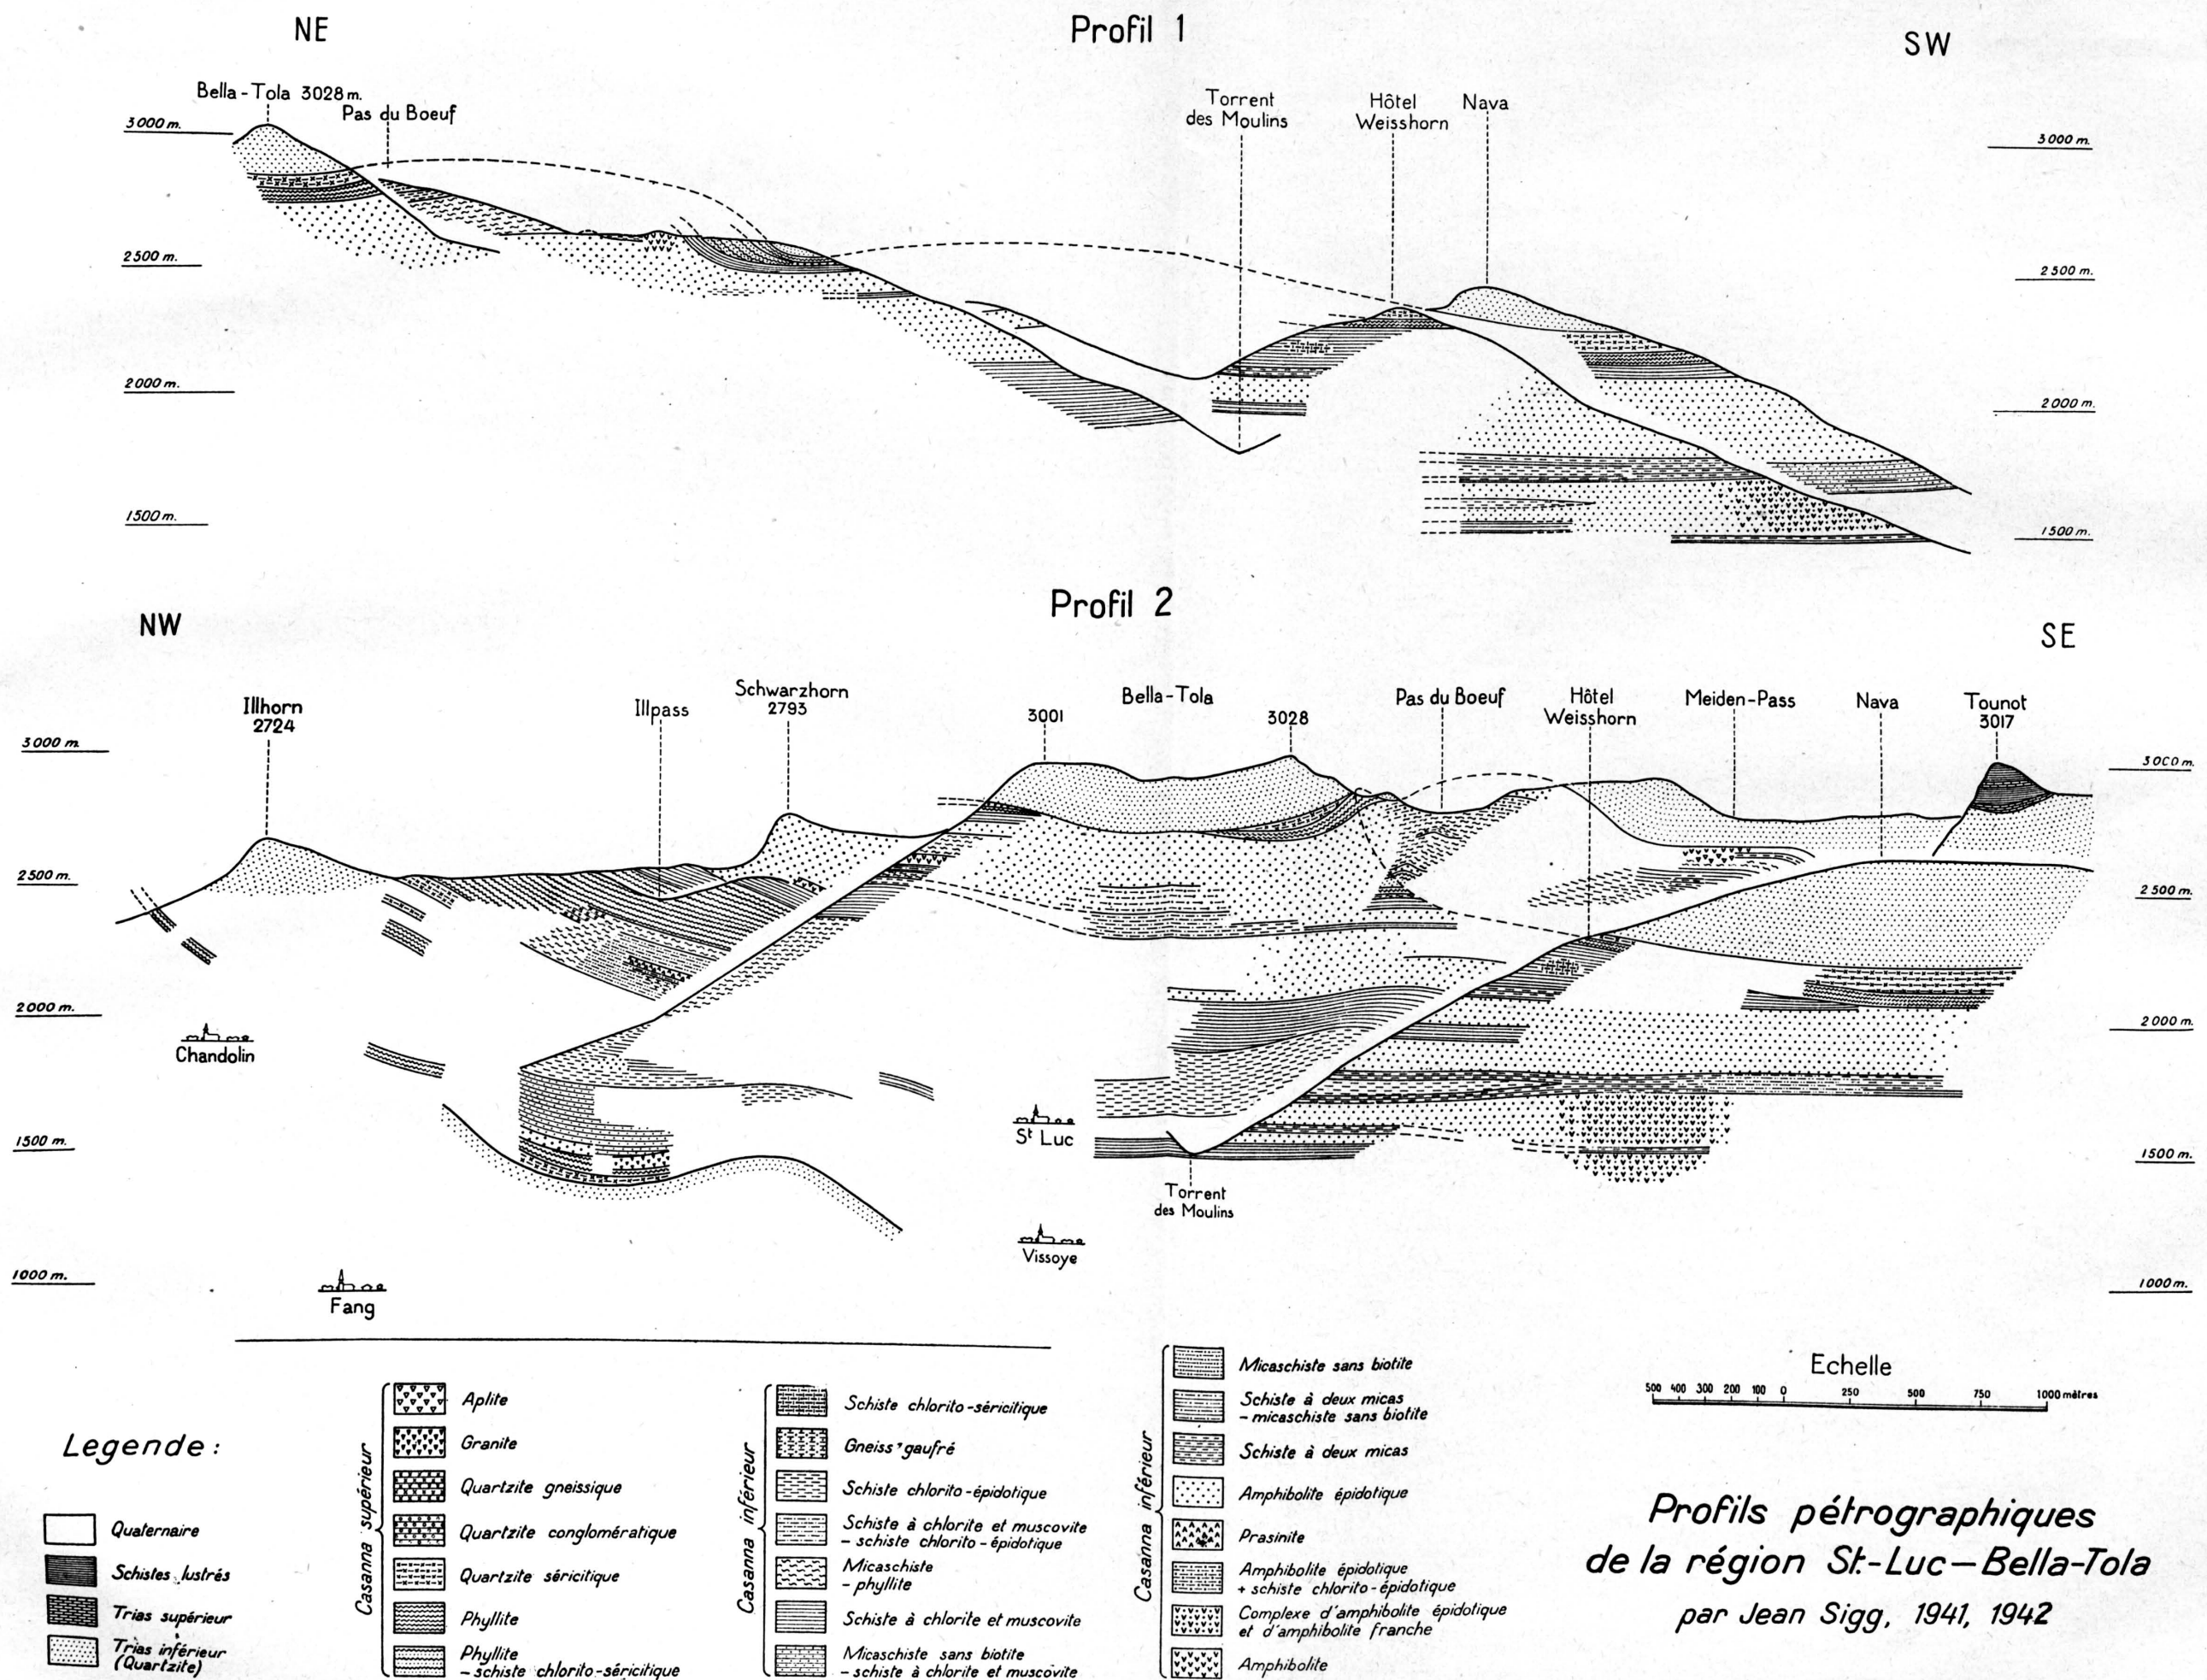 Profil 1
NE
SW
Bella-Tola 3028 m.
Pas du Boeuf
Torrent
des Moulins
Hôtel
Weisshorn
Nava
3000 m.
3000 m.
2500 m.
2500 m.
2000 m.
2000 m.
1500 m.
1500 m.
Profil 2
NW
SE
Illhorn
2724
Illpass
Schwarzhorn
2793
3001
Bella-Tola
3028
Pas du Boeuf
Hôtel
Weisshorn
Meiden-Pass
Nava
Tounot
3017
3000 m.
3000 m.
2500 m.
2500 m.
2000 m.
2000 m.
Chandolin
St Luc
1500 m.
1500 m.
Torrent
des Moulins
Vissoye
1000 m.
1000 m.
Fang
Legende :
Quaternaire
Schistes lustrés
Trias supérieur
Trias inférieur
(Quartzite)
Casanna supérieur
Aplite
Granite
Quartzite gneissique
Quartzite conglomératique
Quartzite séricitique
Phyllite
Phyllite
- schiste chlorito-séricitique
Casanna inférieur
Schiste chlorito-séricitique
Gneiss "gaufré
Schiste chlorito-épidotique
Schiste à chlorite et muscovite
- schiste chlorito-épidotique
Micaschiste
- phyllite
Schiste à chlorite et muscovite
Micaschiste sans biotite
- schiste à chlorite et muscovite
Casanna inférieur
Micaschiste sans biotite
Schiste à deux micas
- micaschiste sans biotite
Schiste à deux micas
Amphibolite épidotique
Prasinite
Amphibolite épidotique
+ schiste chlorito-épidotique
Complexe d'amphibolite épidotique
et d'amphibolite franche
Amphibolite
Echelle
500 400 300 200 100 0 250 500 750 1000 mètres
Profils pétrographiques
de la région St.-Luc—Bella-Tola
par Jean Sigg, 1941, 1942